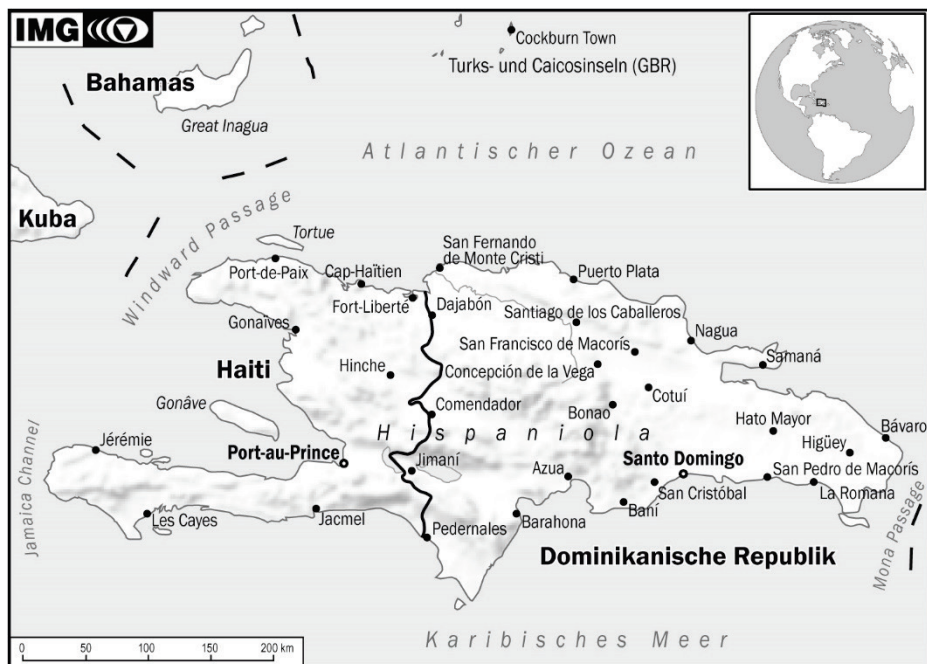 IMG
Cockburn Town
Turks- und Caicosinseln (GBR)
Bahamas
Great Inagua
Atlantischer Ozean
Kuba
Windward Passage
Tortue
San Fernando
de Monte Cristi
Port-de-Paix
Cap-Haïtien
Puerto Plata
Fort-Liberté
Dajabón
Santiago de los Caballeros
Gonaïves
Nagua
San Francisco de Macorís
Samaná
Haiti
Hinche
Concepción de la Vega
Cotuí
Gonâve
Comendador
Bonao
Hato Mayor
Bávaro
Hispaniola
Jérémie
Port-au-Prince
Higüey
Jimaní
Azua
Santo Domingo
San Pedro de Macorís
Jamaica Channel
San Cristóbal
La Romana
Les Cayes
Jacmel
Baní
Pedernales
Barahona
Mona Passage
Dominikanische Republik
Karibisches Meer
0 50 100 150 200 km